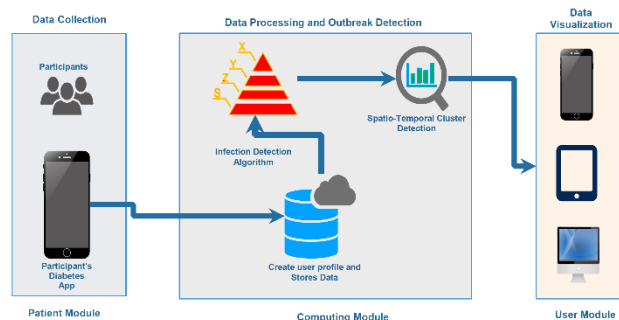 Data Collection
Data Processing and Outbreak Detection
Data
Visualization
Participants
X
Y
Z
S
Infection Detection
Algorithm
Spatio-Temporal Cluster
Detection
Participant's
Diabetes
App
Create user profile and
Stores Data
Patient Module
Computing Module
User Module